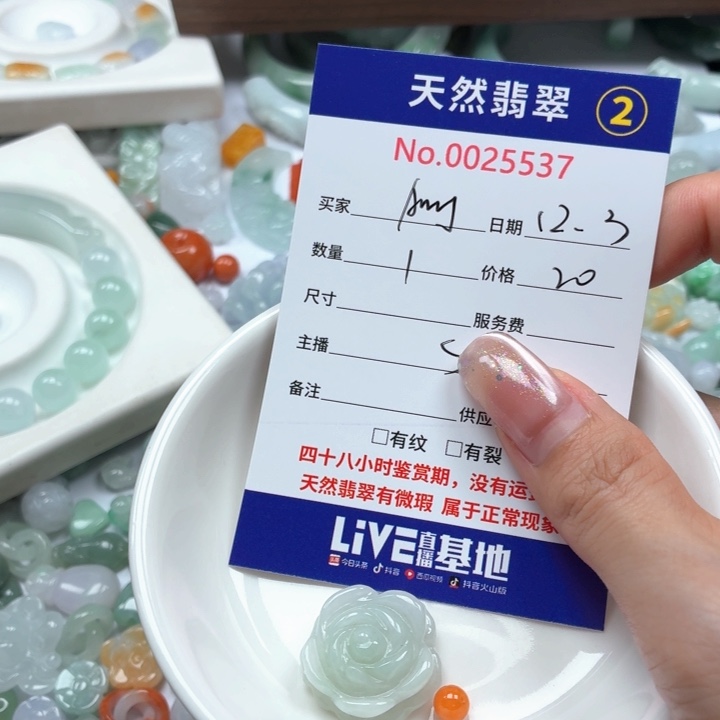 天然翡翠 2
No.0025537
买家 Amy 日期 12-3
数量 1 价格 20
尺寸 服务费
主播
备注 供应
□有纹 □有裂
四十八小时鉴赏期，没有运
天然翡翠有微瑕 属于正常现象
LiVE直播基地
今日头条 抖音 西瓜视频 抖音火山版